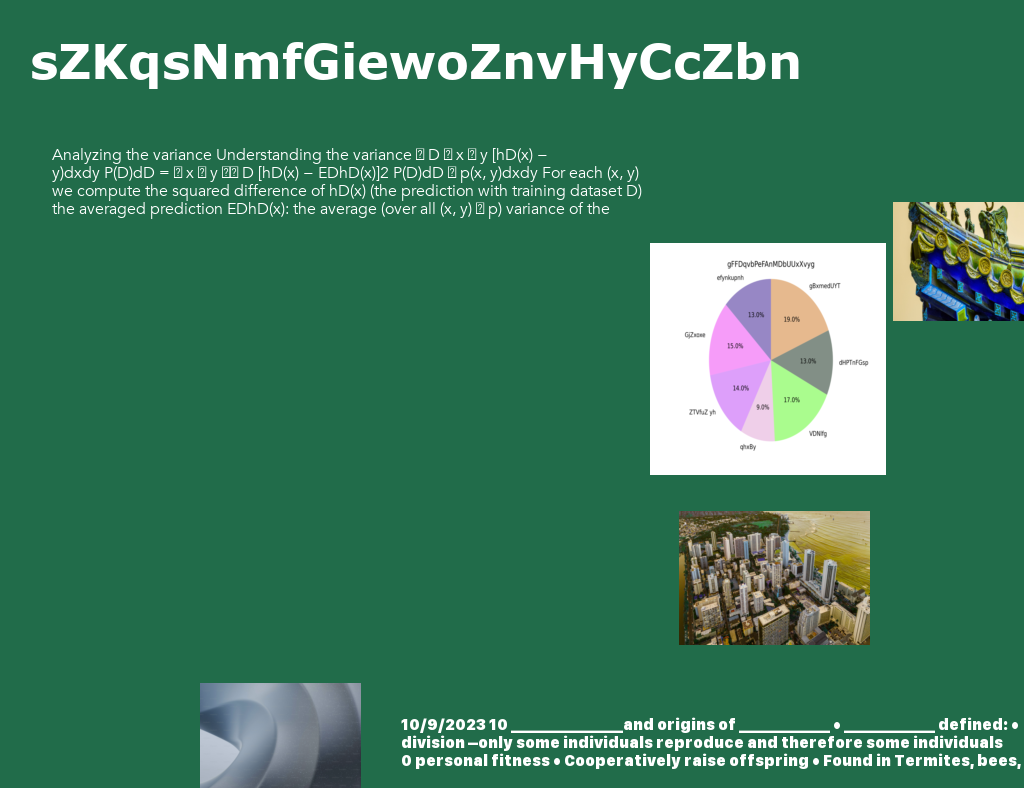 sZKqsNmfGiewoZnvHyCcZbn
Analyzing the variance Understanding the variance D x y [hD(x) −
y)dxdy P(D)dD = x y D [hD(x) − EDhD(x)]2 P(D)dD p(x, y)dxdy For each (x, y)
we compute the squared difference of hD(x) (the prediction with training dataset D)
the averaged prediction EDhD(x): the average (over all (x, y) p) variance of the
gFFDqvbPeFAnMDbUUxXvyg
efynkupnh
gBxmedUYT
13.0%
19.0%
GjZxoxe
15.0%
13.0%
dHPTnFGsp
14.0%
17.0%
9.0%
ZTVfuZ yh
VDNlfg
qhxBy
10/9/2023 10 ______________and origins of ____________ • ____________ defined: •
division –only some individuals reproduce and therefore some individuals
0 personal fitness • Cooperatively raise offspring • Found in Termites, bees,